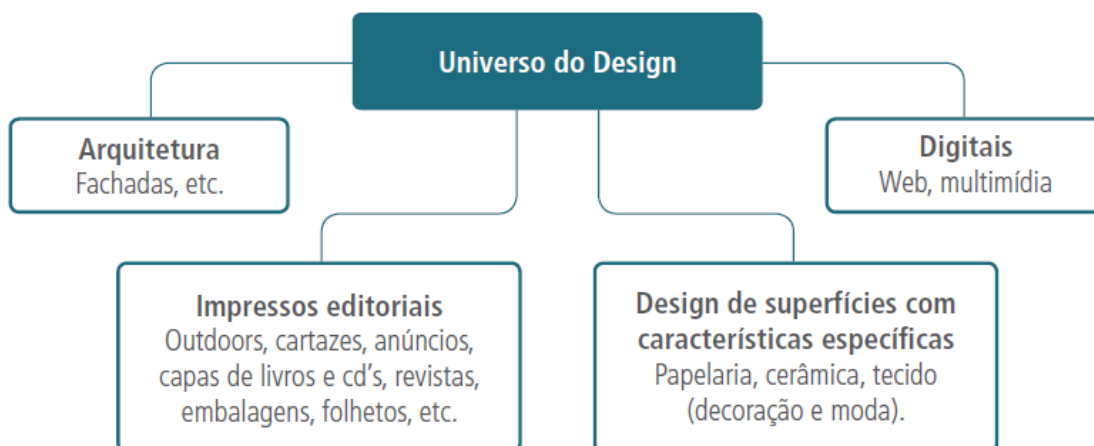 Universo do Design
Arquitetura
Fachadas, etc.
Digitais
Web, multimídia
Impressos editoriais
Outdoors, cartazes, anúncios,
capas de livros e cd's, revistas,
embalagens, folhetos, etc.
Design de superfícies com
características específicas
Papelaria, cerâmica, tecido
(decoração e moda).